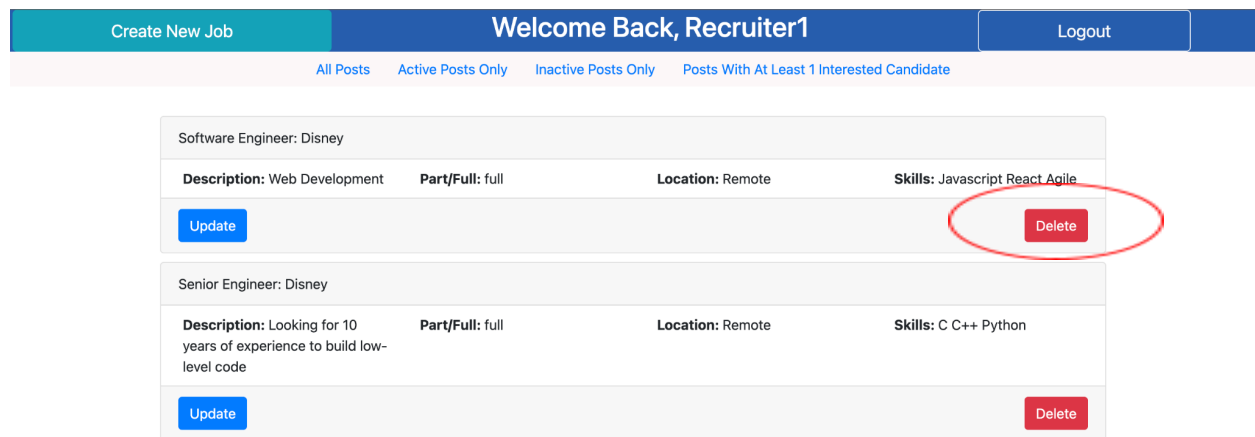 Create New Job Welcome Back, Recruiter1 Logout
All Posts Active Posts Only Inactive Posts Only Posts With At Least 1 Interested Candidate
Software Engineer: Disney
Description: Web Development Part/Full: full Location: Remote Skills: Javascript React Agile
Update Delete
Senior Engineer: Disney
Description: Looking for 10 Part/Full: full Location: Remote Skills: C C++ Python
years of experience to build low-
level code
Update Delete